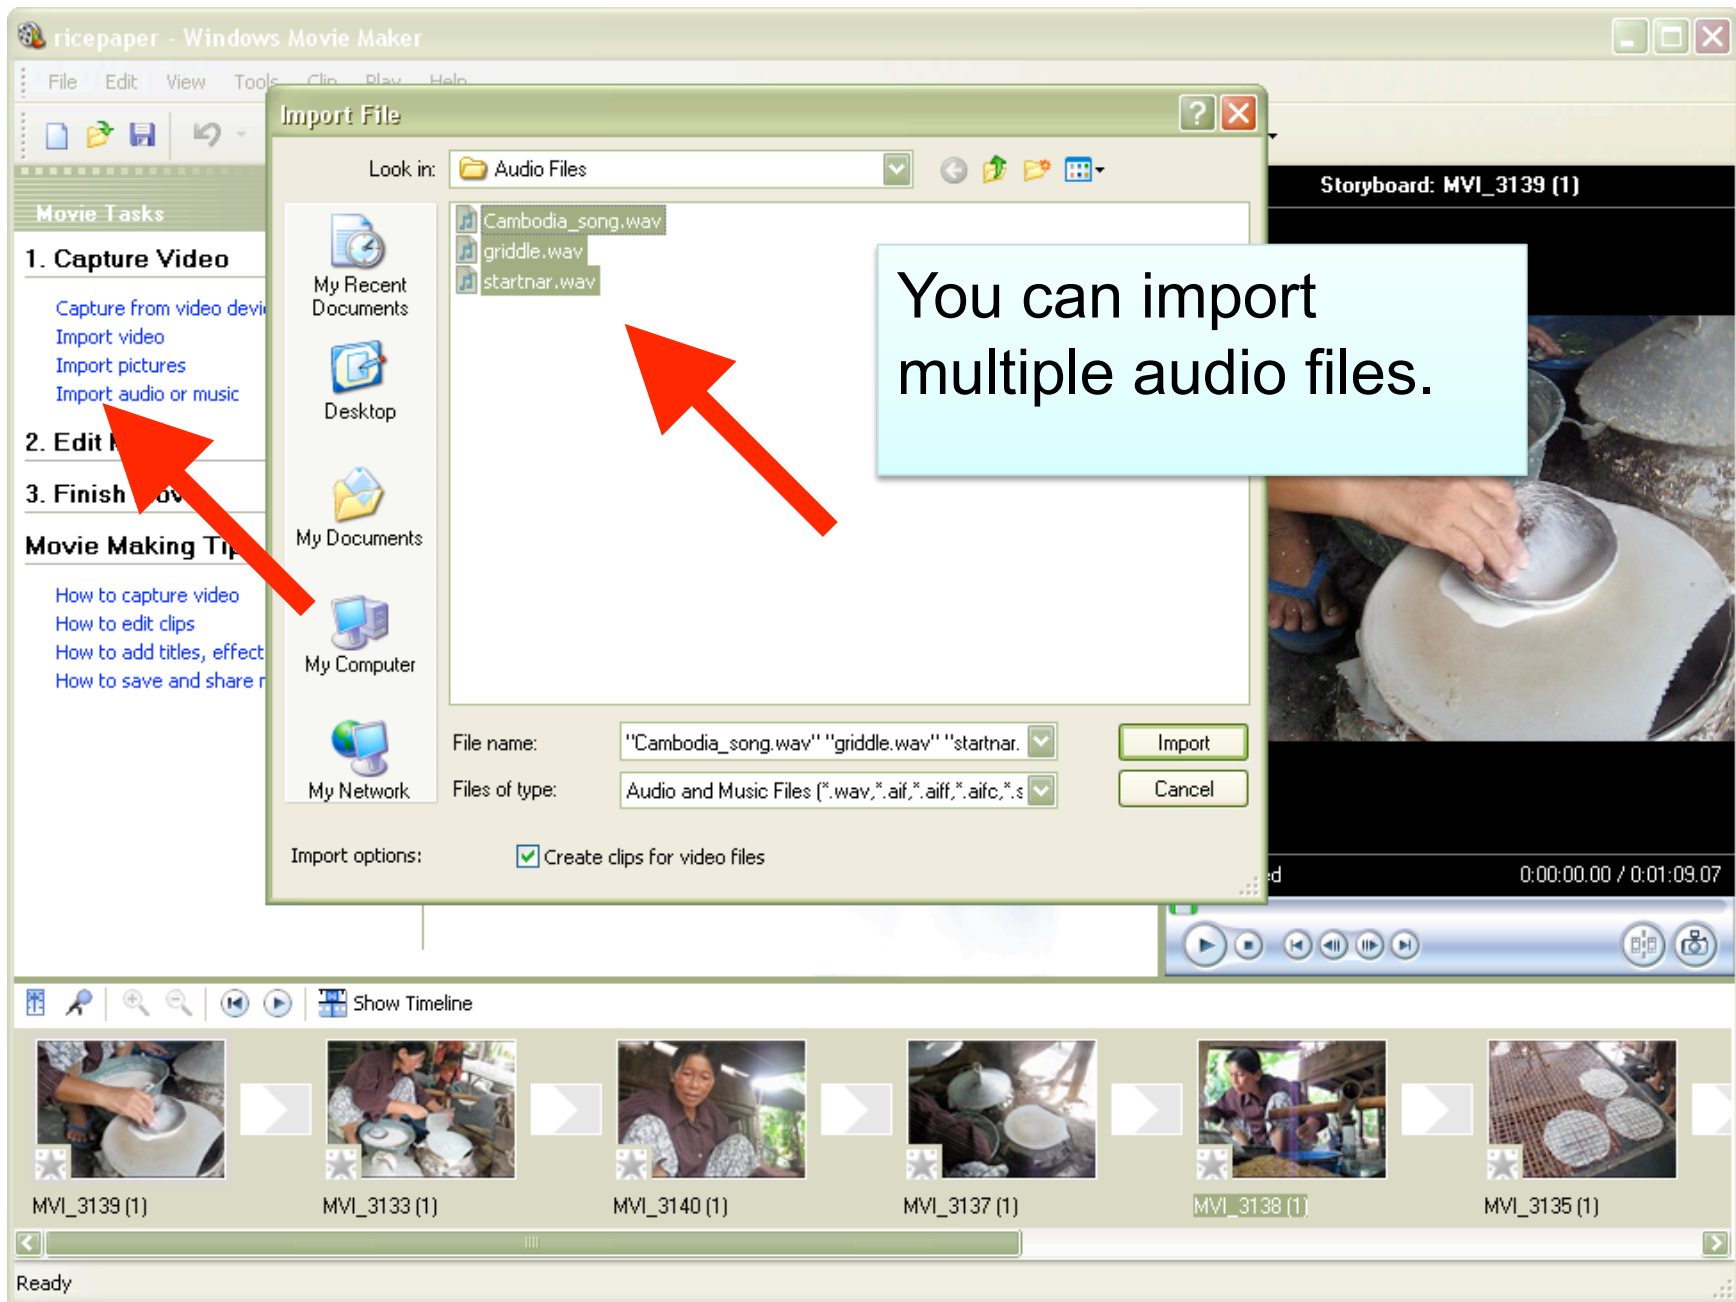 ricepaper - Windows Movie Maker
File Edit View Tools Clip Play Help
Import File
Look in: Audio Files
Movie Tasks
1. Capture Video
Capture from video devi
Import video
Import pictures
Import audio or music
2. Edit
3. Finish
Movie Making Tip
How to capture video
How to edit clips
How to add titles, effect
How to save and share
My Recent
Documents
Desktop
My Documents
My Computer
My Network
Cambodia_song.wav
griddle.wav
startnar.wav
You can import
multiple audio files.
File name: "Cambodia_song.wav" "griddle.wav" "startnar.
Import
Files of type: Audio and Music Files (*.wav,*.aif,*.aiff,*.aifc,*.s
Cancel
Import options: Create clips for video files
Storyboard: MVI_3139 (1)
0:00:00.00 / 0:01:09.07
Show Timeline
MVI_3139 (1)
MVI_3133 (1)
MVI_3140 (1)
MVI_3137 (1)
MVI_3138 (1)
MVI_3135 (1)
Ready